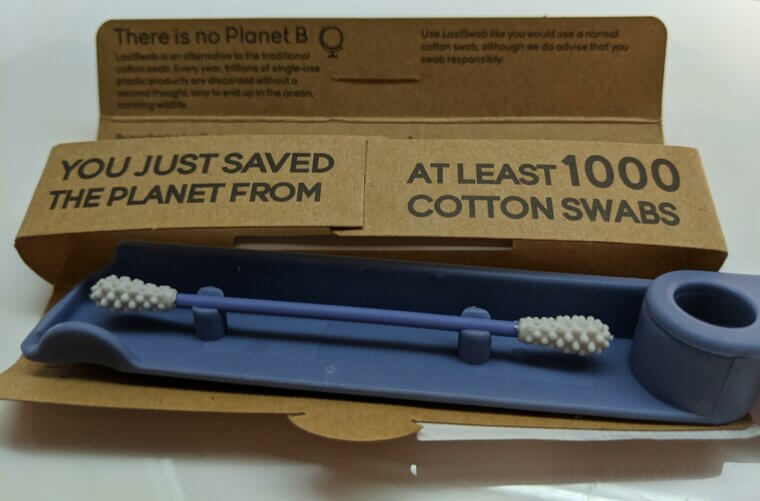 There is no Planet B
LastSwab is an alternative to the traditional
cotton swab. Every year, trillions of single-use
plastic products are discarded without a
second thought, only to end up in the ocean,
harming wildlife.
Use LastSwab like you would use a normal
cotton swab, although we do advise that you
swab responsibly.
YOU JUST SAVED
THE PLANET FROM
AT LEAST 1000
COTTON SWABS